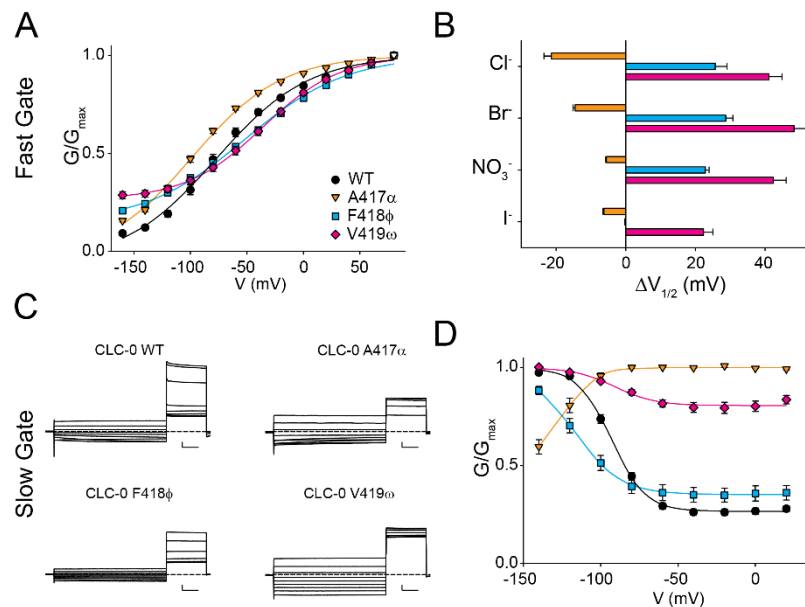 A
Fast Gate
G/Gmax
1.0
0.5
0.0
-150 -100 -50 0 50
V (mV)
WT
A417α
F418ϕ
V419ω
B
Cl-
Br-
NO3-
I-
-20 0 20 40
ΔV1/2 (mV)
C
Slow Gate
CLC-0 WT
CLC-0 A417α
CLC-0 F418ϕ
CLC-0 V419ω
D
G/Gmax
1.0
0.5
0.0
-150 -100 -50 0
V (mV)